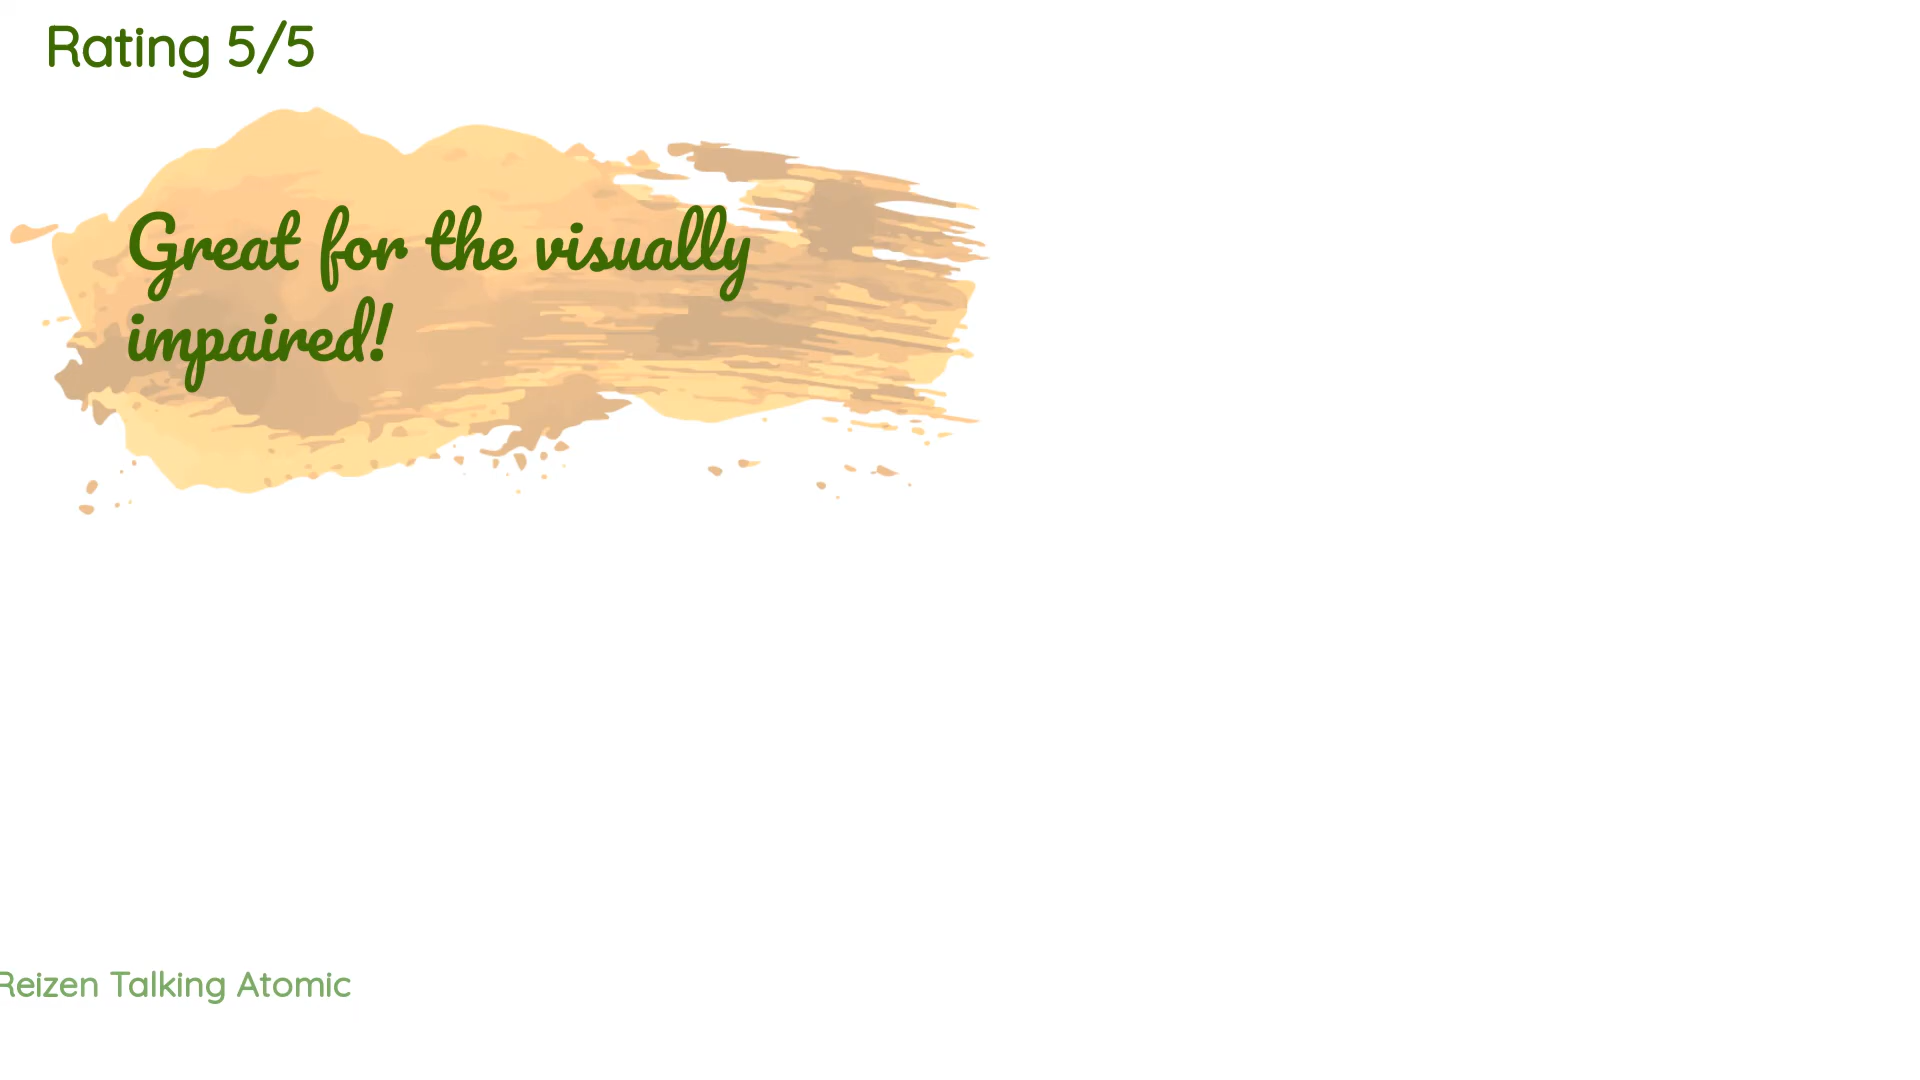 Rating 5/5
Great for the visually
impaired!
Reizen Talking Atomic